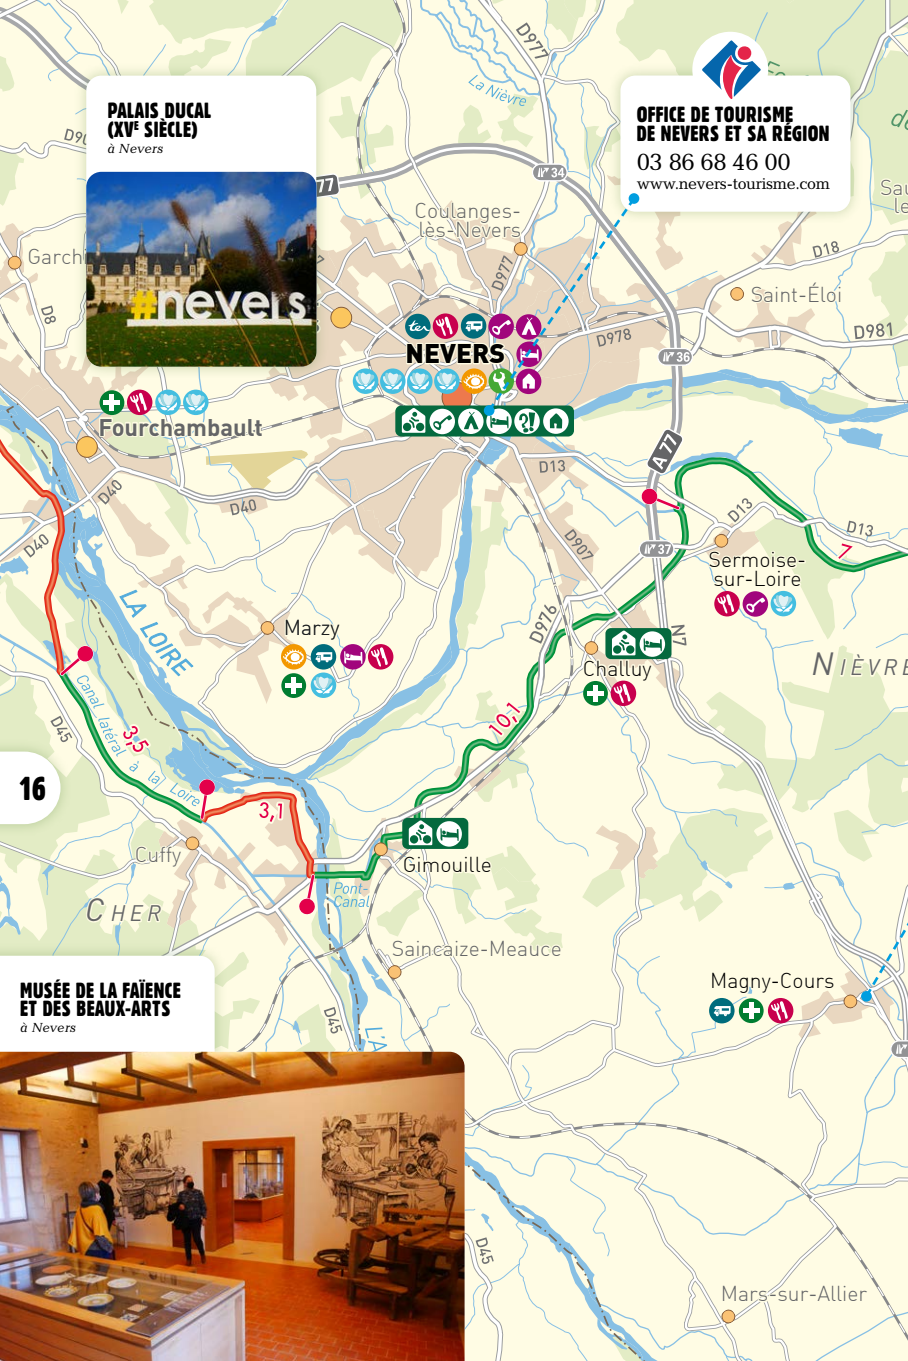 D977
La Nièvre
PALAIS DUCAL
(XVE SIÈCLE)
à Nevers
#nevers
OFFICE DE TOURISME
DE NEVERS ET SA RÉGION
03 86 68 46 00
www.nevers-tourisme.com
77
34
Coulanges-
lès-Nevers
D977
D18
Saint-Éloi
D981
D978
36
Garch
D8
ter
NEVERS
Fourchambault
D40
D40
D40
D13
A 77
D13
D13
7
37
D907
Sermoise-
sur-Loire
LA LOIRE
Marzy
D976
N7
Challuy
NIÈVRE
Canal latéral à la Loire
D45
3,5
10,1
16
3,1
Cuffy
Gimouille
Pont-
Canal
CHER
Saincaize-Meauce
Magny-Cours
D45
L'A
MUSÉE DE LA FAÏENCE
ET DES BEAUX-ARTS
à Nevers
D45
Mars-sur-Allier